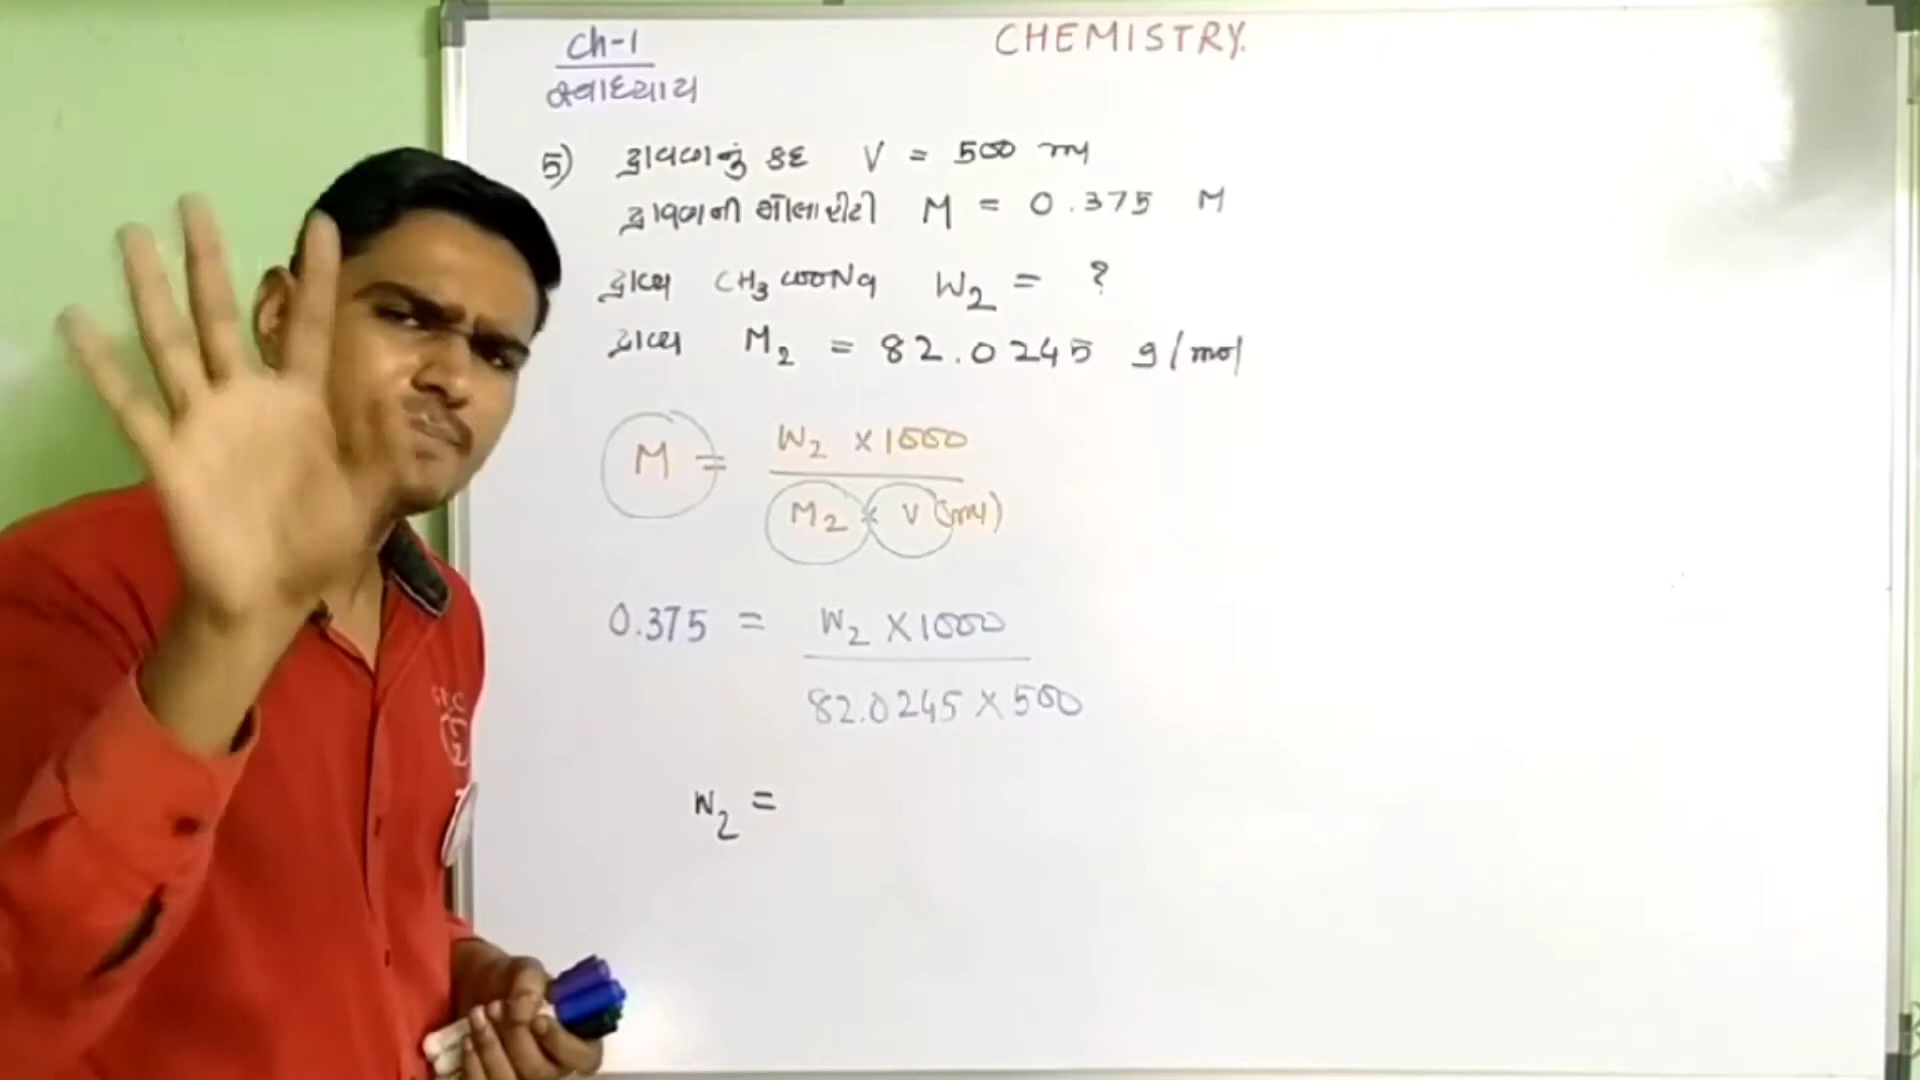 CHEMISTRY.
Ch-1
સ્વાધ્યાય
5) દ્રાવણનું કદ V = 500 ml
દ્રાવણની મોલારીટી M = 0.375 M
દ્રાવ્ય CH3COONa W2 = ?
દ્રાવ્ય M2 = 82.0245 g/mol
M = W2 × 1000
M2 × V (ml)
0.375 = W2 × 1000
82.0245 × 500
W2 =